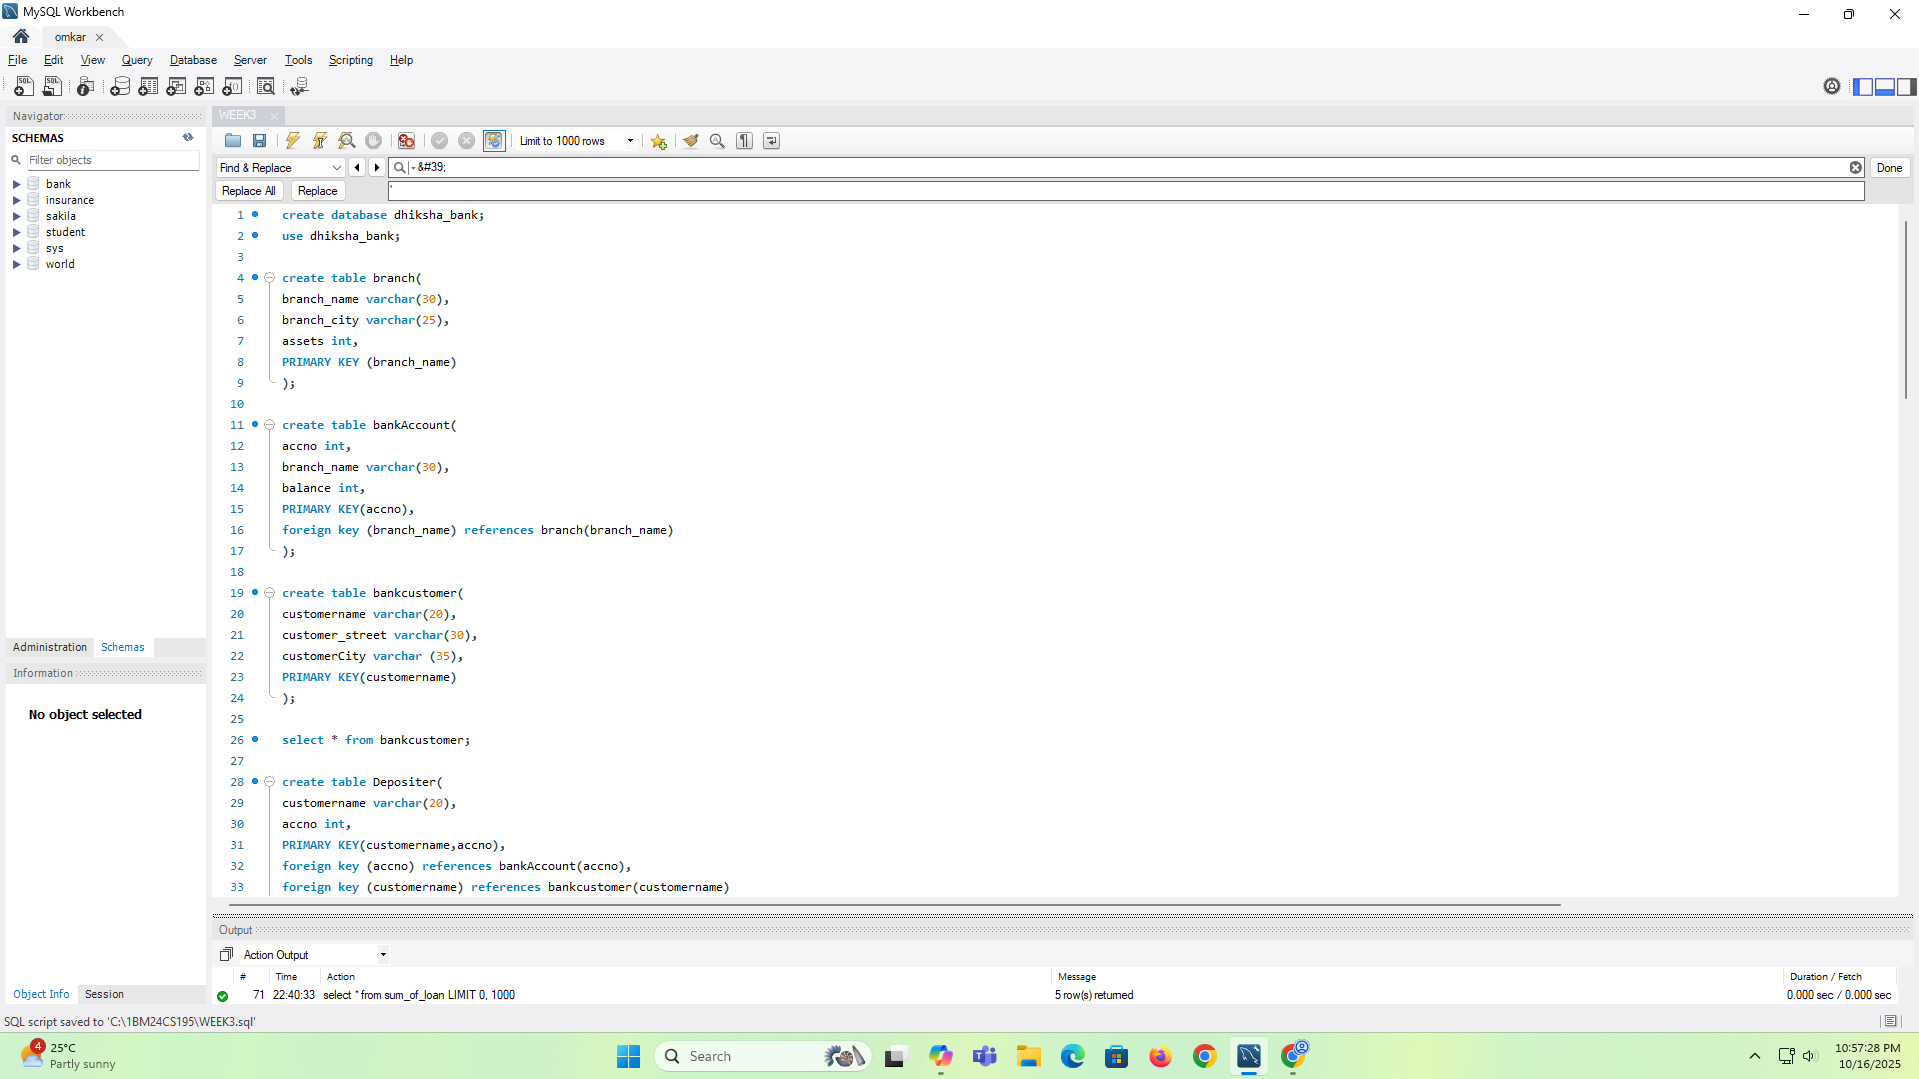 MySQL Workbench
omkar
File Edit View Query Database Server Tools Scripting Help
Navigator
SCHEMAS
Filter objects
bank
insurance
sakila
student
sys
world
Administration Schemas
Information
No object selected
Object Info Session
WEEK3
Limit to 1000 rows
Find & Replace &#39; Done
Replace All Replace '
1 create database dhiksha_bank;
2 use dhiksha_bank;
3
4 create table branch(
5 branch_name varchar(30),
6 branch_city varchar(25),
7 assets int,
8 PRIMARY KEY (branch_name)
9 );
10
11 create table bankAccount(
12 accno int,
13 branch_name varchar(30),
14 balance int,
15 PRIMARY KEY(accno),
16 foreign key (branch_name) references branch(branch_name)
17 );
18
19 create table bankcustomer(
20 customername varchar(20),
21 customer_street varchar(30),
22 customerCity varchar (35),
23 PRIMARY KEY(customername)
24 );
25
26 select * from bankcustomer;
27
28 create table Depositer(
29 customername varchar(20),
30 accno int,
31 PRIMARY KEY(customername,accno),
32 foreign key (accno) references bankAccount(accno),
33 foreign key (customername) references bankcustomer(customername)
Output
Action Output
# Time Action Message Duration / Fetch
71 22:40:33 select * from sum_of_loan LIMIT 0, 1000 5 row(s) returned 0.000 sec / 0.000 sec
SQL script saved to 'C:\1BM24CS195\WEEK3.sql'
4
25°C
Partly sunny
Search
10:57:28 PM
10/16/2025